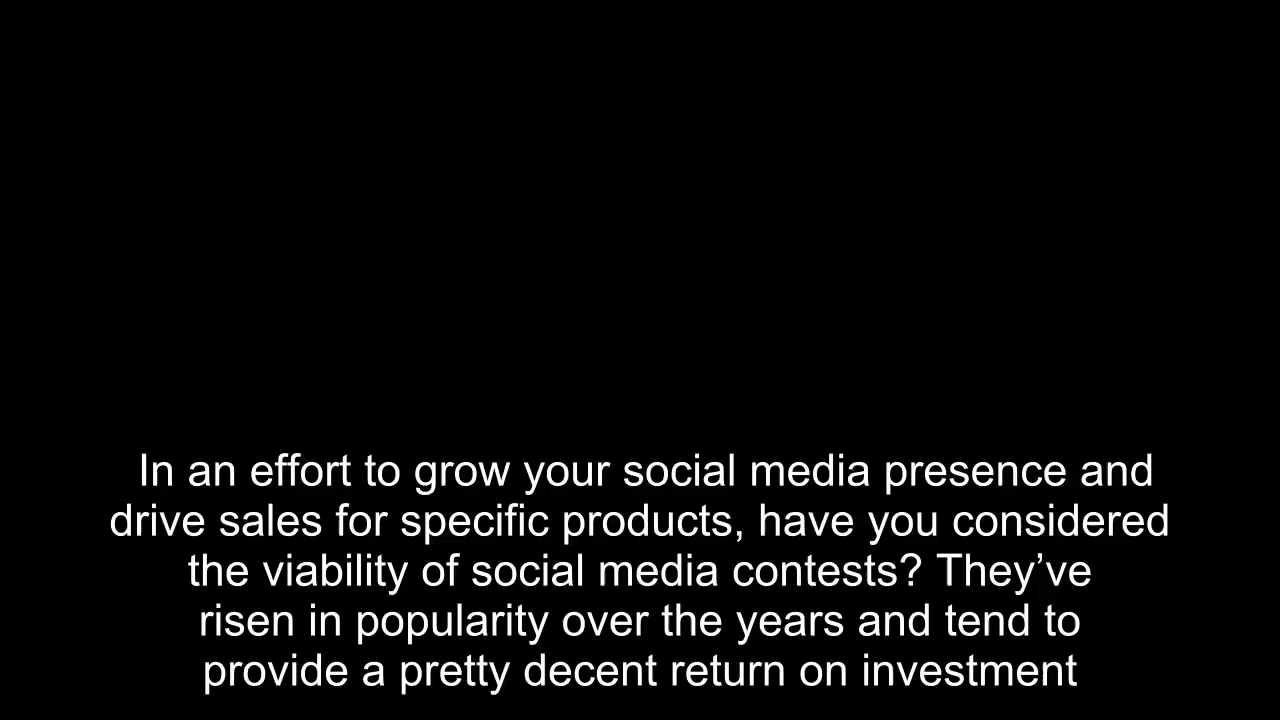 In an effort to grow your social media presence and
drive sales for specific products, have you considered
the viability of social media contests? They’ve
risen in popularity over the years and tend to
provide a pretty decent return on investment